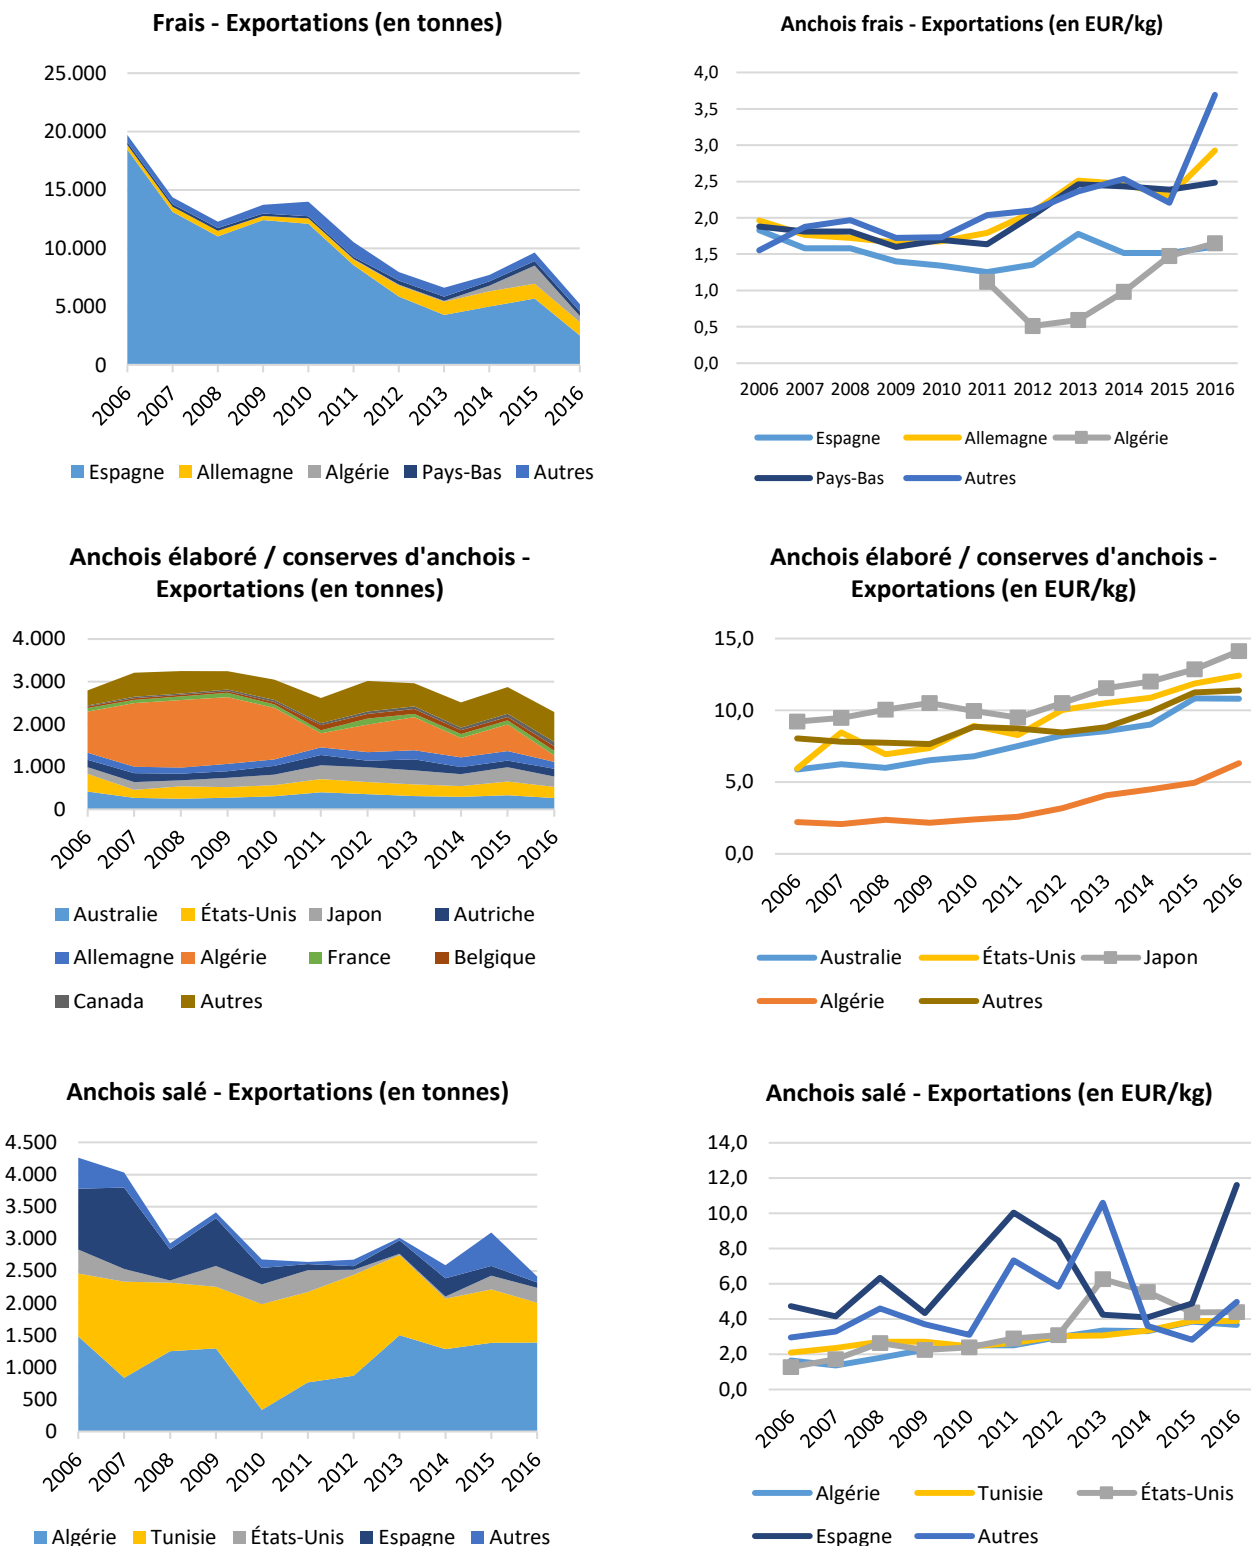 Frais - Exportations (en tonnes)
25.000
20.000
15.000
10.000
5.000
0
2006 2007 2008 2009 2010 2011 2012 2013 2014 2015 2016
Espagne Allemagne Algérie Pays-Bas Autres
Anchois frais - Exportations (en EUR/kg)
4,0
3,5
3,0
2,5
2,0
1,5
1,0
0,5
0,0
2006 2007 2008 2009 2010 2011 2012 2013 2014 2015 2016
Espagne Allemagne Algérie
Pays-Bas Autres
Anchois élaboré / conserves d'anchois -
Exportations (en tonnes)
4.000
3.000
2.000
1.000
0
2006 2007 2008 2009 2010 2011 2012 2013 2014 2015 2016
Australie États-Unis Japon Autriche
Allemagne Algérie France Belgique
Canada Autres
Anchois élaboré / conserves d'anchois -
Exportations (en EUR/kg)
15,0
10,0
5,0
0,0
2006 2007 2008 2009 2010 2011 2012 2013 2014 2015 2016
Australie États-Unis Japon
Algérie Autres
Anchois salé - Exportations (en tonnes)
4.500
4.000
3.500
3.000
2.500
2.000
1.500
1.000
500
0
2006 2007 2008 2009 2010 2011 2012 2013 2014 2015 2016
Algérie Tunisie États-Unis Espagne Autres
Anchois salé - Exportations (en EUR/kg)
14,0
12,0
10,0
8,0
6,0
4,0
2,0
0,0
2006 2007 2008 2009 2010 2011 2012 2013 2014 2015 2016
Algérie Tunisie États-Unis
Espagne Autres